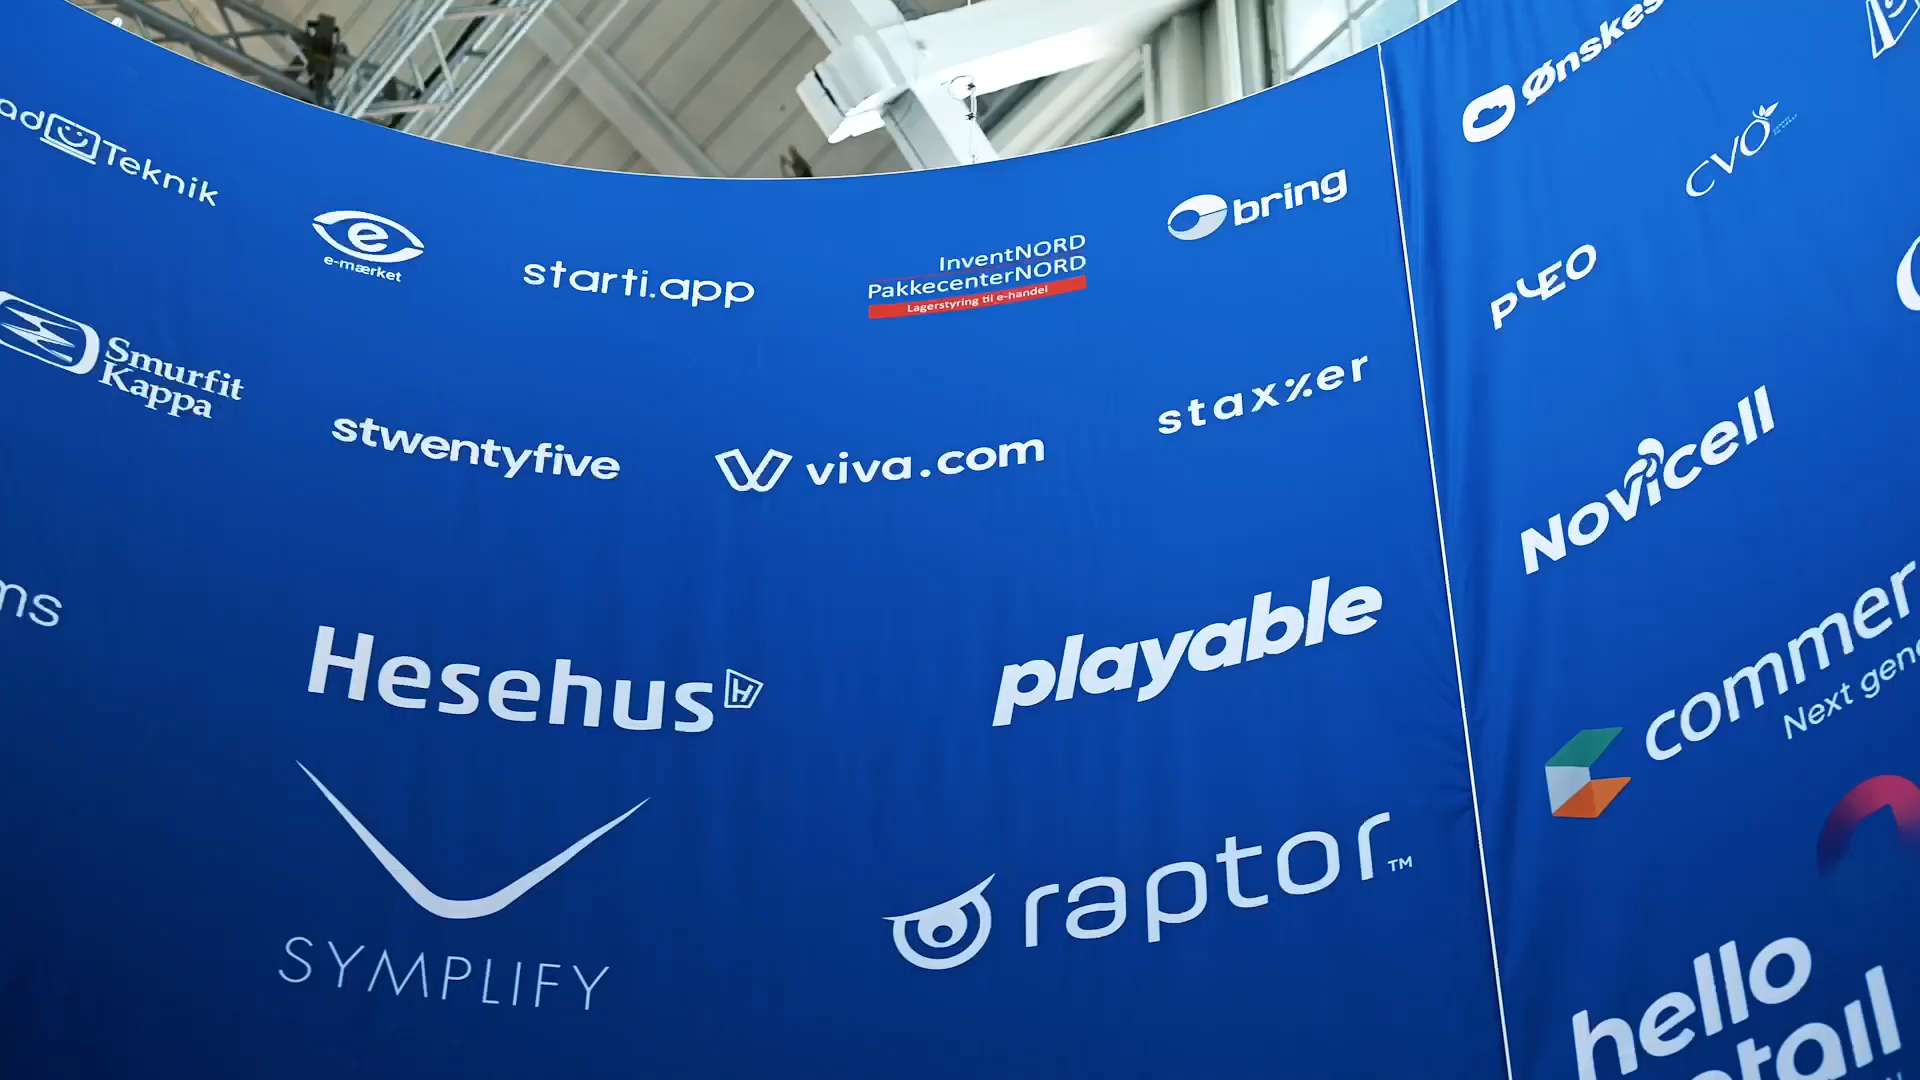 Teknik
e-mærket
starti.app
InventNORD
PakkecenterNORD
Lagerstyring til e-handel
bring
Smurfit
Kappa
stwentyfive
viva.com
staxxer
Hesehus
playable
SYMPLIFY
raptor™
Ønskes
CVO
PLEO
Novicell
commer
Next gene
hello